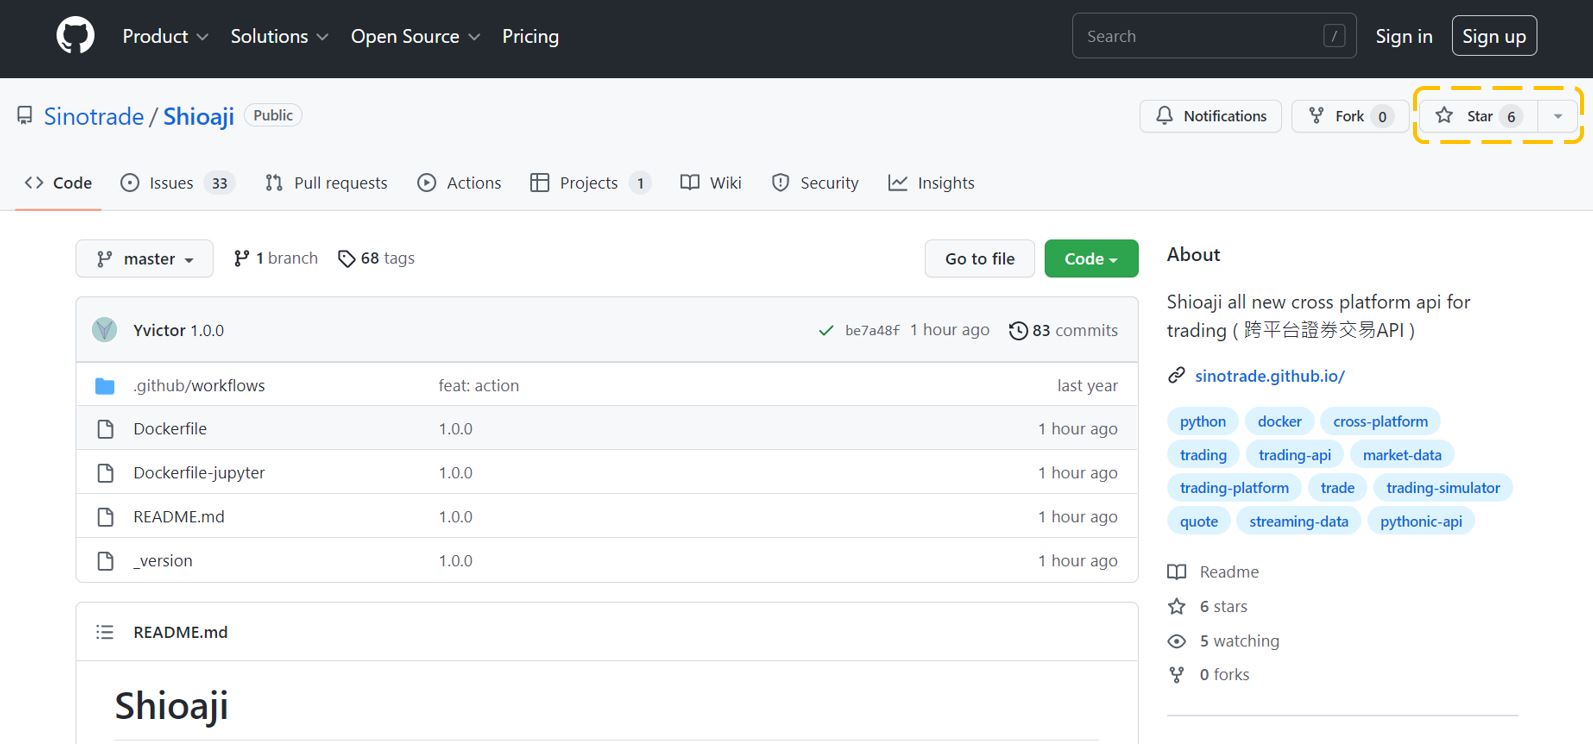 Product Solutions Open Source Pricing Search / Sign in Sign up
Sinotrade / Shioaji Public Notifications Fork 0 Star 6
Code Issues 33 Pull requests Actions Projects 1 Wiki Security Insights
master 1 branch 68 tags Go to file Code
Yvictor 1.0.0 be7a48f 1 hour ago 83 commits
.github/workflows feat: action last year
Dockerfile 1.0.0 1 hour ago
Dockerfile-jupyter 1.0.0 1 hour ago
README.md 1.0.0 1 hour ago
_version 1.0.0 1 hour ago
README.md
Shioaji
About
Shioaji all new cross platform api for
trading ( 跨平台證券交易API )
sinotrade.github.io/
python docker cross-platform
trading trading-api market-data
trading-platform trade trading-simulator
quote streaming-data pythonic-api
Readme
6 stars
5 watching
0 forks